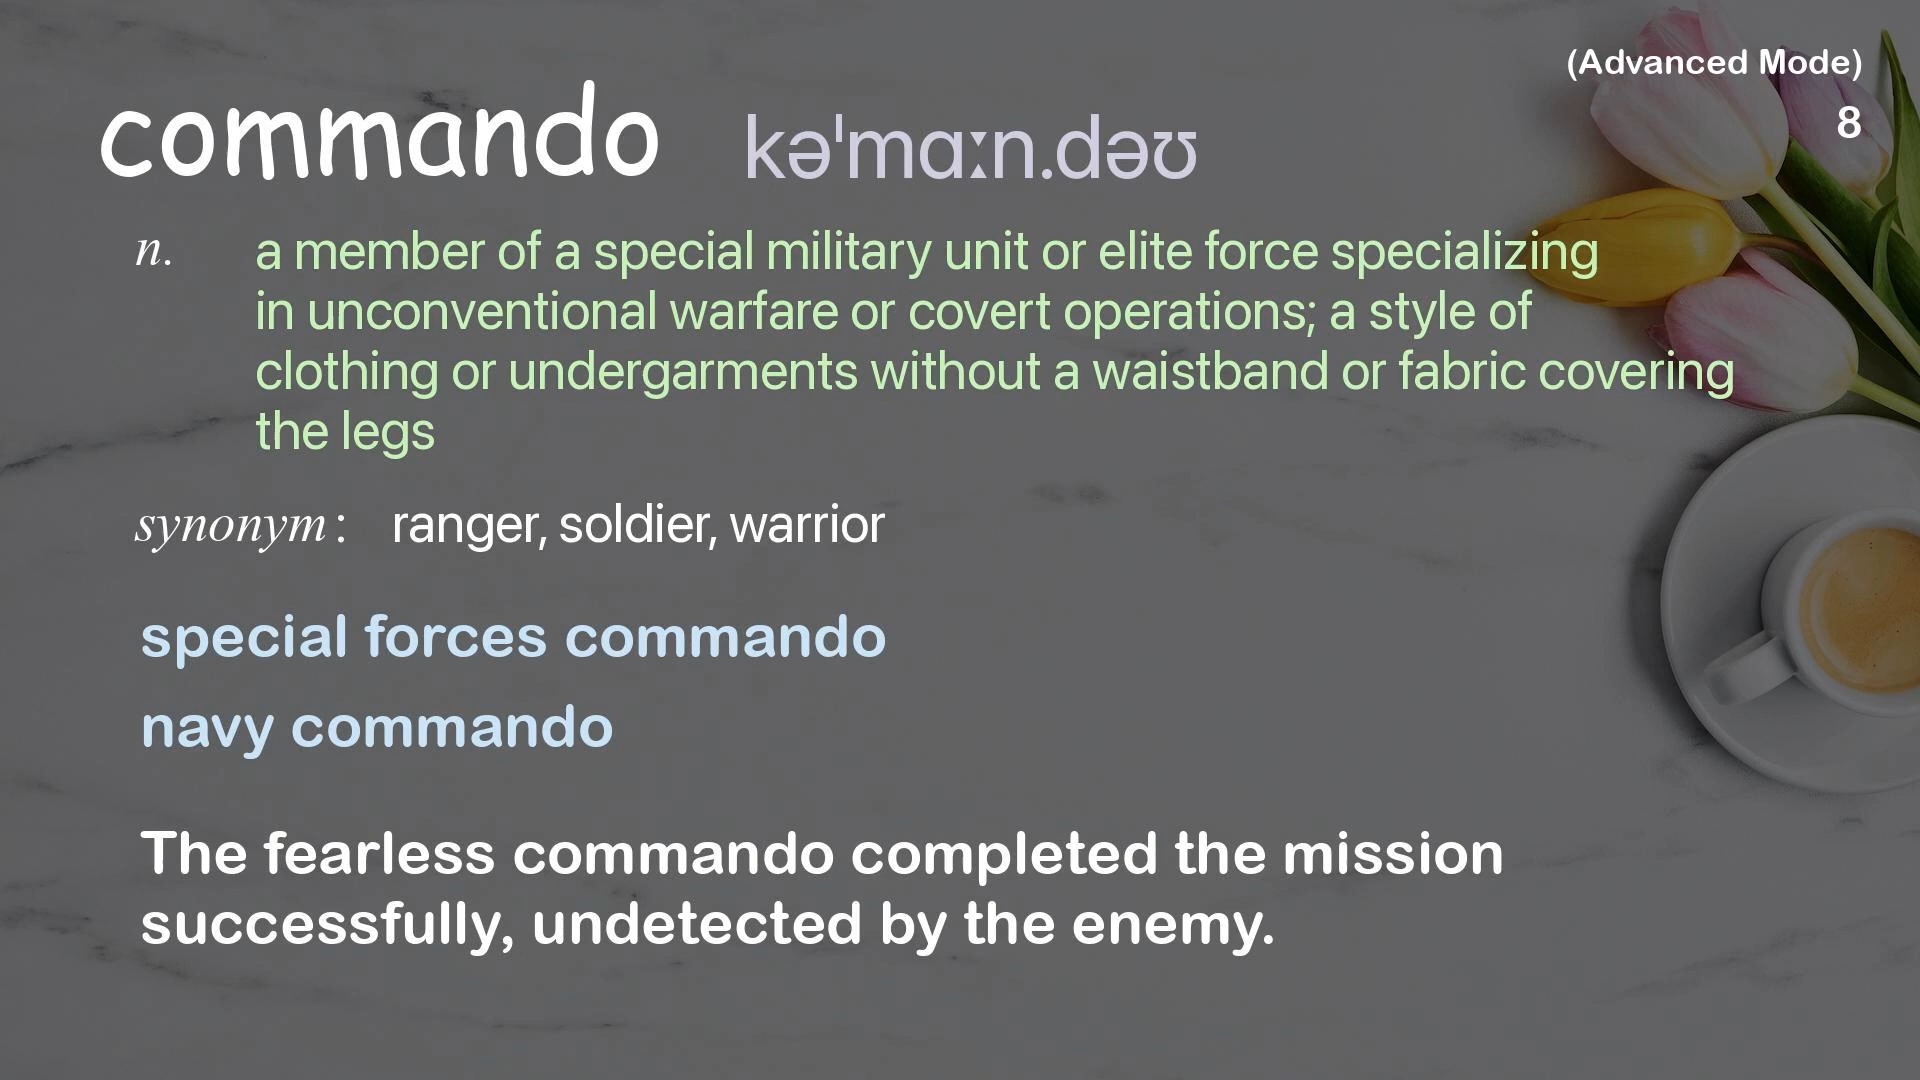 (Advanced Mode)
8
commando kəˈmɑːn.dəʊ
n. a member of a special military unit or elite force specializing
in unconventional warfare or covert operations; a style of
clothing or undergarments without a waistband or fabric covering
the legs
synonym: ranger, soldier, warrior
special forces commando
navy commando
The fearless commando completed the mission
successfully, undetected by the enemy.